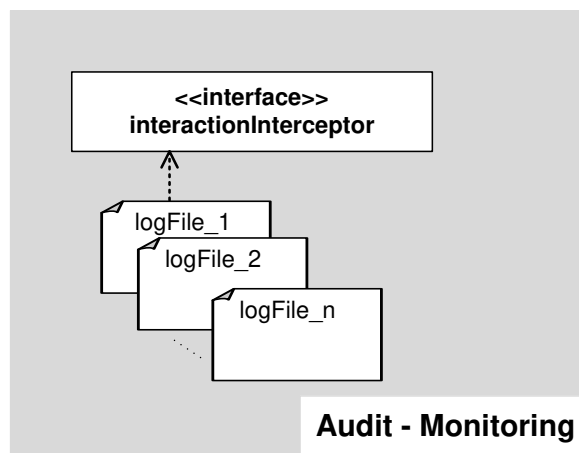 <<interface>>
interactionInterceptor
logFile_1
logFile_2
logFile_n
Audit - Monitoring